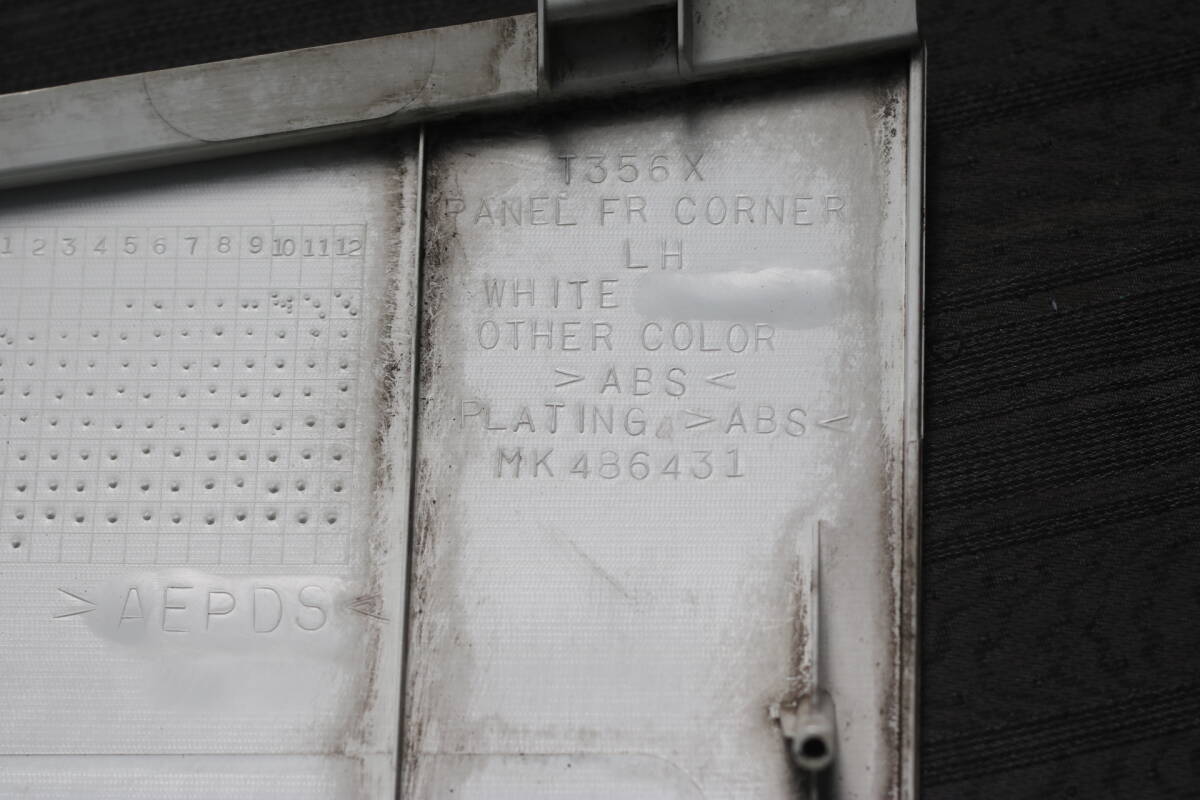 T356X
PANEL FR CORNER
LH
WHITE
OTHER COLOR
>ABS<
PLATING >ABS<
MK486431
1 2 3 4 5 6 7 8 9 10 11 12
>AEPDS<